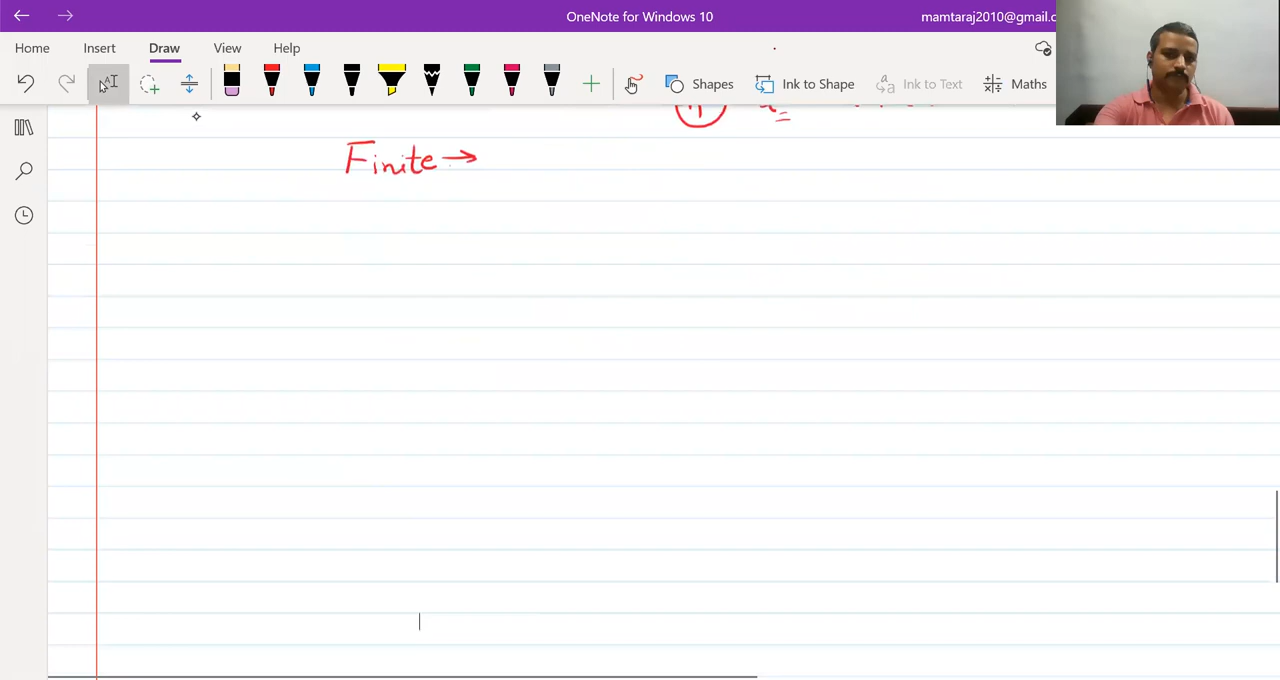 OneNote for Windows 10
mamtaraj2010@gmail.c
Home Insert Draw View Help
Shapes Ink to Shape Ink to Text Maths
Finite →